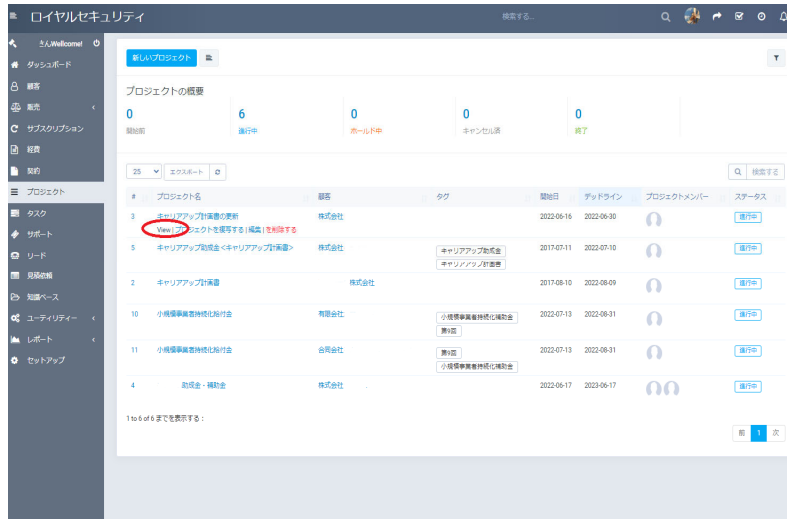 ロイヤルセキュリティ
検索する...
さんWellcome!
ダッシュボード
顧客
販売
サブスクリプション
経費
契約
プロジェクト
タスク
サポート
リード
見積依頼
知識ベース
ユーティリティー
レポート
セットアップ
新しいプロジェクト
プロジェクトの概要
0 6 0 0 0
開始前 進行中 ホールド中 キャンセル済 終了
25 エクスポート 検索する
# プロジェクト名 顧客 タグ 開始日 デッドライン プロジェクトメンバー ステータス
3 キャリアアップ計画書の更新 株式会社 2022-06-16 2022-06-30 進行中
View | プロジェクトを複写する | 編集 | を削除する
5 キャリアアップ助成金<キャリアアップ計画書> 株式会社 キャリアアップ助成金 2017-07-11 2022-07-10 進行中
キャリアアップ計画書
2 キャリアアップ計画書 株式会社 2017-08-10 2022-08-09 進行中
10 小規模事業者持続化給付会 有限会社 小規模事業者持続化補助金 2022-07-13 2022-08-31 進行中
第9回
11 小規模事業者持続化給付会 合同会社 第9回 2022-07-13 2022-08-31 進行中
小規模事業者持続化補助金
4 助成金・補助金 株式会社 2022-06-17 2023-06-17 進行中
1 to 6 of 6 までを表示する：
前 1 次